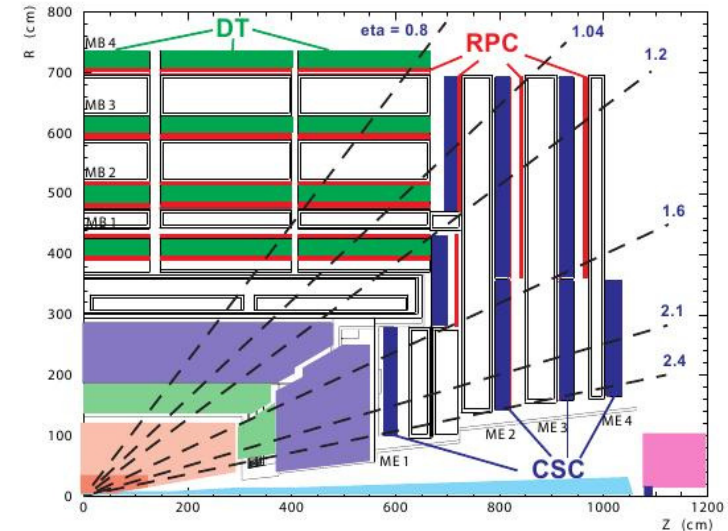 R (cm)
800
700
600
500
400
300
200
100
0
MB 4
MB 3
MB 2
MB 1
DT
eta = 0.8
RPC
1.04
1.2
1.6
2.1
2.4
ME 1
ME 2
ME 3
ME 4
CSC
0
200
400
600
800
1000
1200
Z (cm)